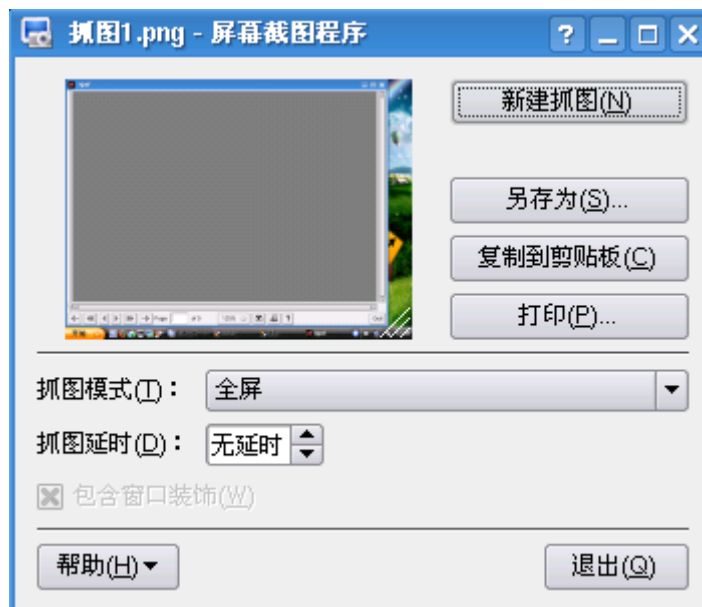 抓图1.png - 屏幕截图程序
新建抓图(N)
另存为(S)...
复制到剪贴板(C)
打印(P)...
抓图模式(T)： 全屏
抓图延时(D)： 无延时
包含窗口装饰(W)
帮助(H)
退出(Q)